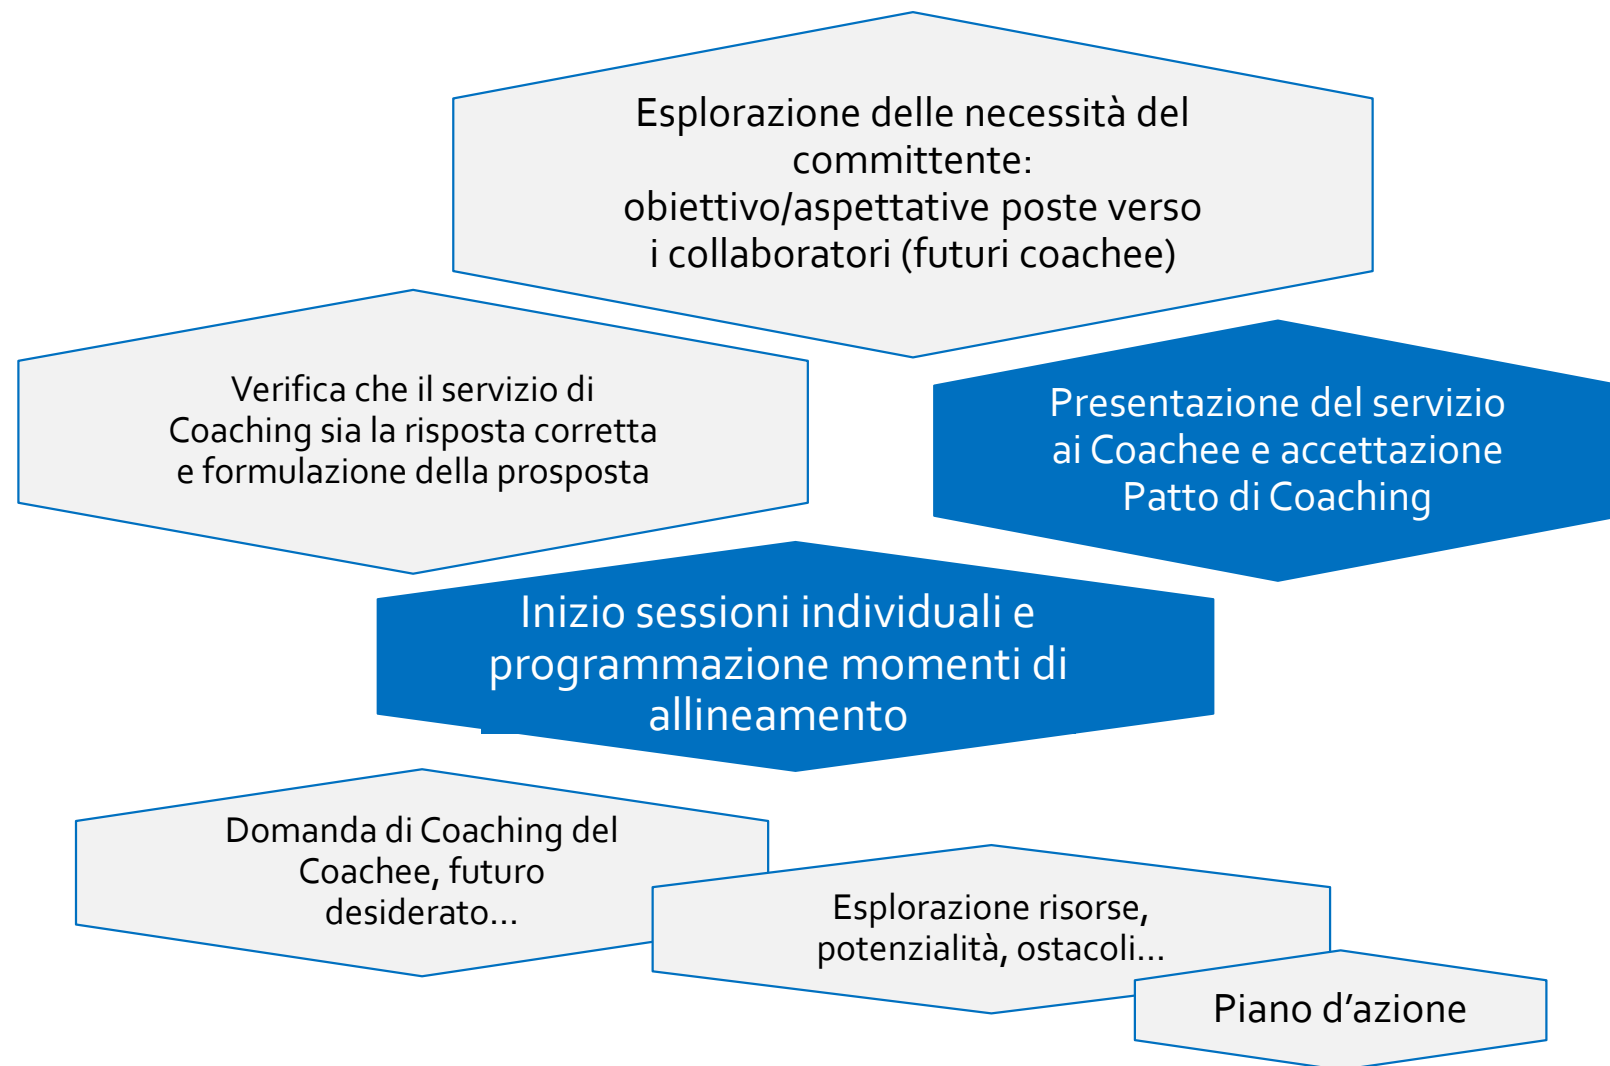 Esplorazione delle necessità del
committente:
obiettivo/aspettative poste verso
i collaboratori (futuri coachee)
Verifica che il servizio di
Coaching sia la risposta corretta
e formulazione della prosposta
Presentazione del servizio
ai Coachee e accettazione
Patto di Coaching
Inizio sessioni individuali e
programmazione momenti di
allineamento
Domanda di Coaching del
Coachee, futuro
desiderato...
Esplorazione risorse,
potenzialità, ostacoli...
Piano d’azione